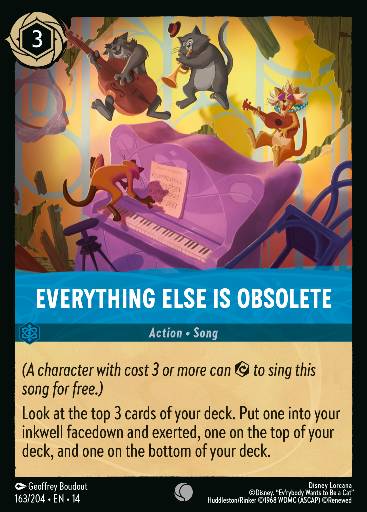 3
EVERYTHING ELSE IS OBSOLETE
Action • Song
(A character with cost 3 or more can to sing this
song for free.)
Look at the top 3 cards of your deck. Put one into your
inkwell facedown and exerted, one on the top of your
deck, and one on the bottom of your deck.
Geoffrey Boudout
163/204 • EN • 14
Disney Lorcana
©Disney. "Ev'rybody Wants to Be a Cat"
Huddleston/Rinker ©1968 WDMC (ASCAP) ©Renewed